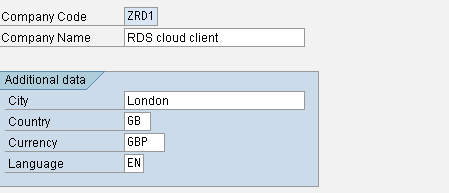 Company Code ZRD1
Company Name RDS cloud client
Additional data
City London
Country GB
Currency GBP
Language EN